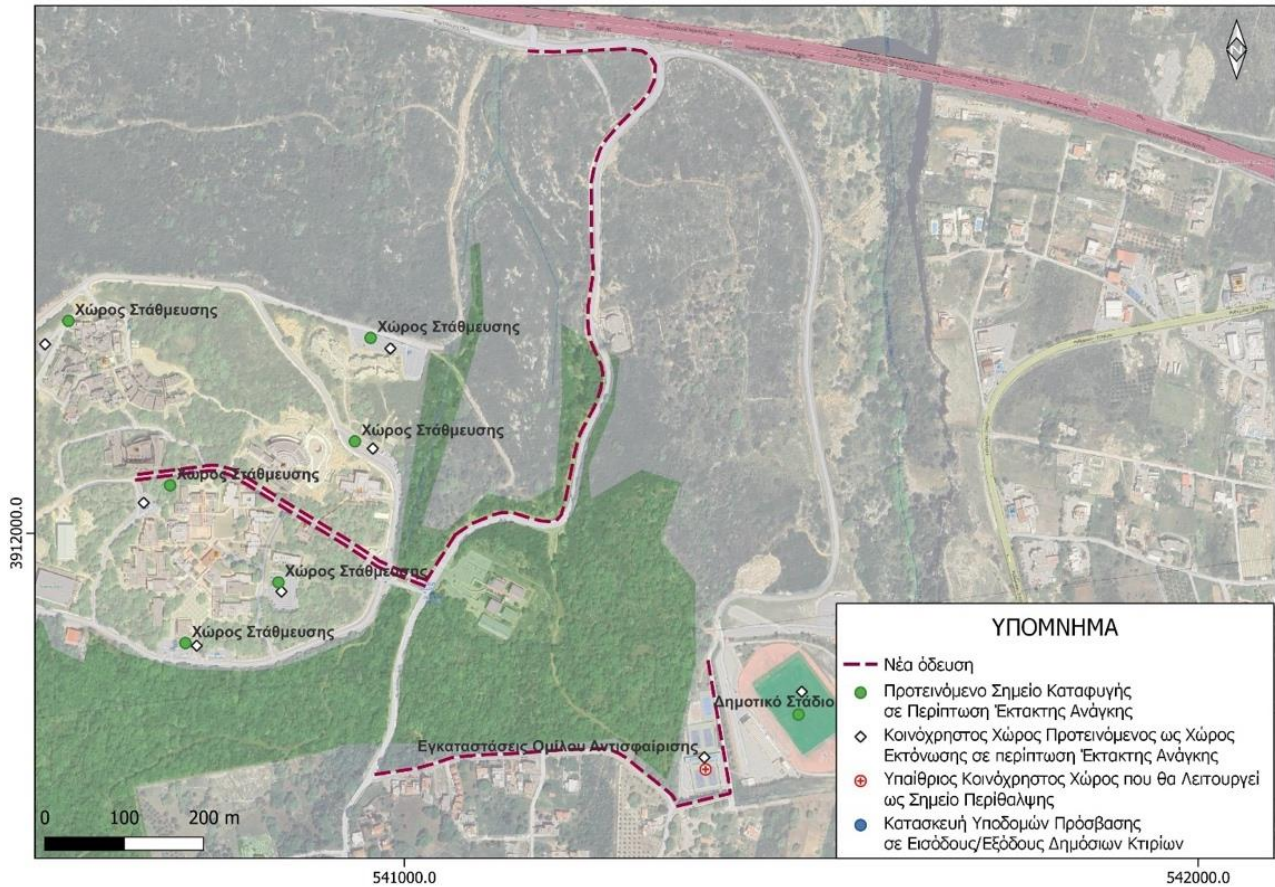 N
Χώρος Στάθμευσης
Χώρος Στάθμευσης
Χώρος Στάθμευσης
Χώρος Στάθμευσης
Χώρος Στάθμευσης
Χώρος Στάθμευσης
Δημοτικό Στάδιο
Εγκαταστάσεις Ομίλου Αντισφαίρισης
3912000.0
0 100 200 m
541000.0
542000.0
ΥΠΟΜΝΗΜΑ
Νέα όδευση
Προτεινόμενο Σημείο Καταφυγής
σε Περίπτωση Έκτακτης Ανάγκης
Κοινόχρηστος Χώρος Προτεινόμενος ως Χώρος
Εκτόνωσης σε περίπτωση Έκτακτης Ανάγκης
Υπαίθριος Κοινόχρηστος Χώρος που θα Λειτουργεί
ως Σημείο Περίθαλψης
Κατασκευή Υποδομών Πρόσβασης
σε Εισόδους/Εξόδους Δημόσιων Κτιρίων